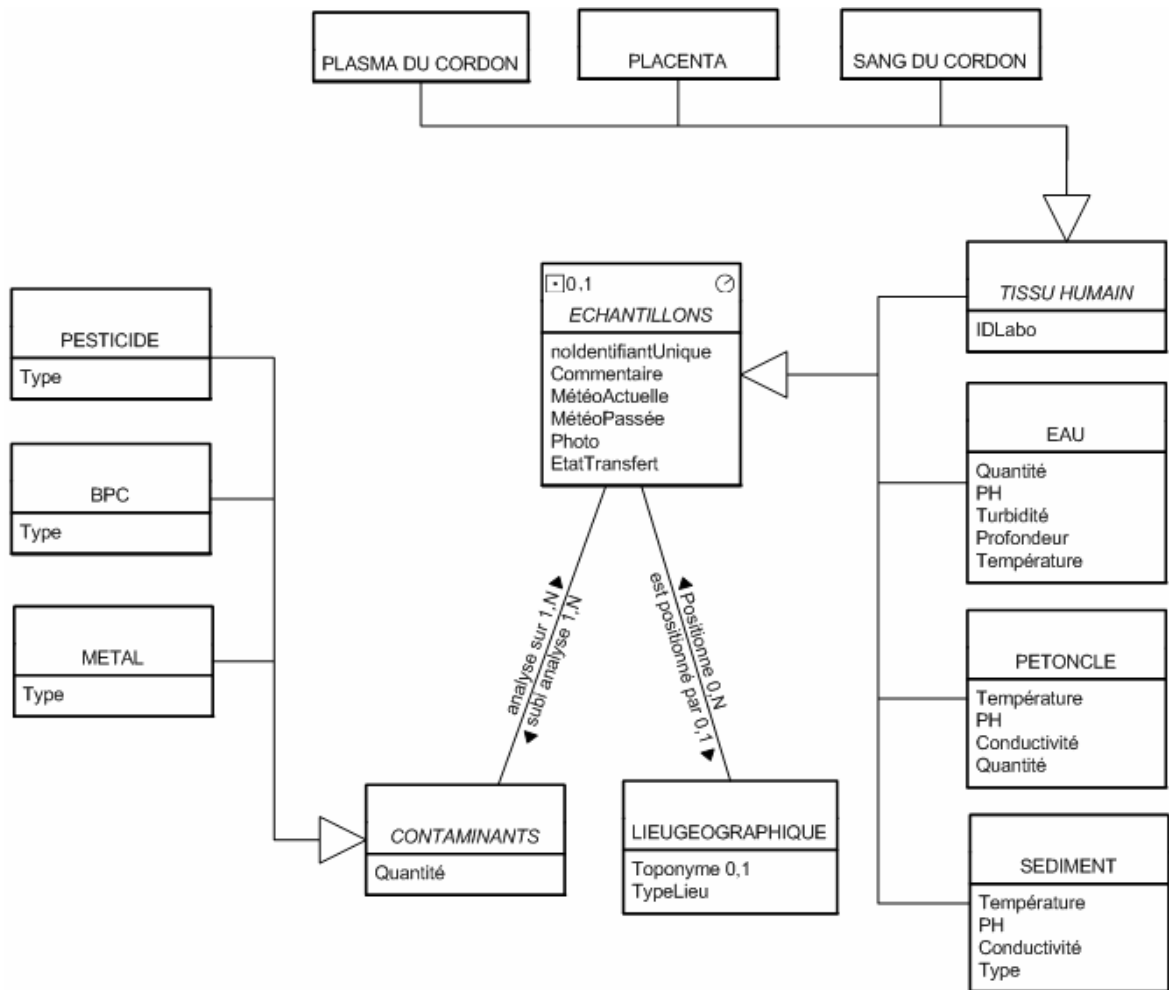 PLASMA DU CORDON
PLACENTA
SANG DU CORDON
TISSU HUMAIN
IDLabo
0,1
ECHANTILLONS
noIdentifiantUnique
Commentaire
MétéoActuelle
MétéoPassée
Photo
EtatTransfert
PESTICIDE
Type
BPC
Type
METAL
Type
EAU
Quantité
PH
Turbidité
Profondeur
Température
analyse sur 1,N
subi analyse 1,N
Positionne 0,N
est positionné par 0,1
PETONCLE
Température
PH
Conductivité
Quantité
CONTAMINANTS
Quantité
LIEUGEOGRAPHIQUE
Toponyme 0,1
TypeLieu
SEDIMENT
Température
PH
Conductivité
Type